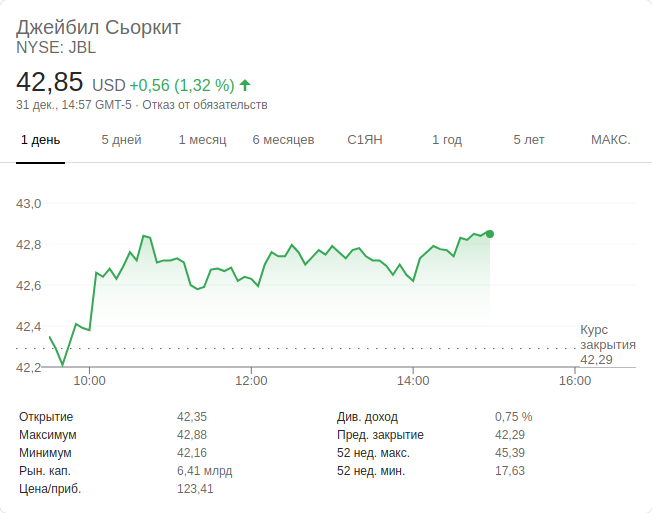 Джейбил Сьоркит
NYSE: JBL
42,85 USD +0,56 (1,32 %)
31 дек., 14:57 GMT-5 · Отказ от обязательств
1 день 5 дней 1 месяц 6 месяцев С1ЯН 1 год 5 лет МАКС.
43,0
42,8
42,6
42,4
42,2
Курс
закрытия
42,29
10:00 12:00 14:00 16:00
Открытие 42,35 Див. доход 0,75 %
Максимум 42,88 Пред. закрытие 42,29
Минимум 42,16 52 нед. макс. 45,39
Рын. кап. 6,41 млрд 52 нед. мин. 17,63
Цена/приб. 123,41